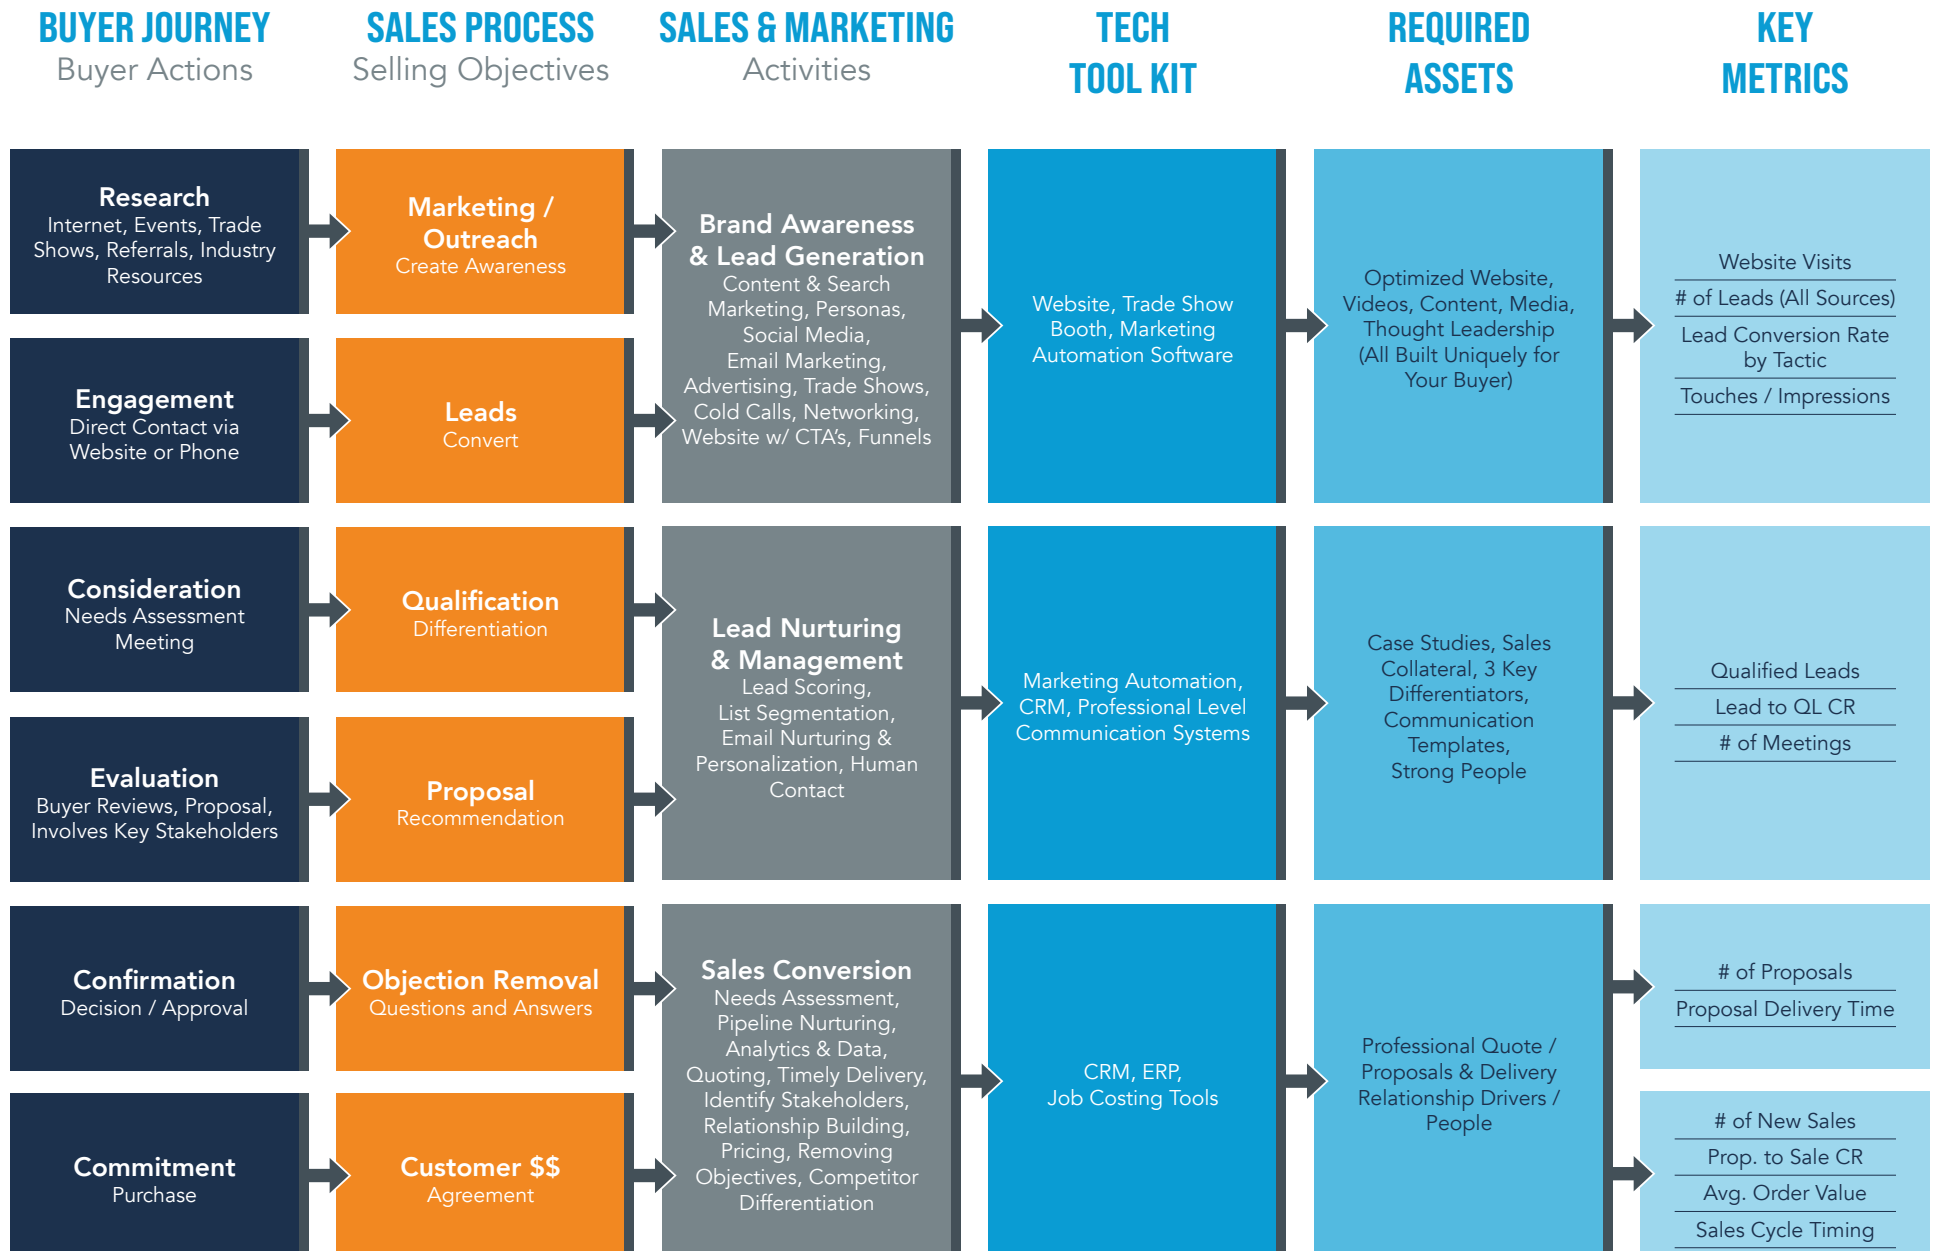 BUYER JOURNEY
Buyer Actions
SALES PROCESS
Selling Objectives
SALES & MARKETING
Activities
TECH
TOOL KIT
REQUIRED
ASSETS
KEY
METRICS
Research
Internet, Events, Trade
Shows, Referrals, Industry
Resources
Marketing /
Outreach
Create Awareness
Engagement
Direct Contact via
Website or Phone
Leads
Convert
Brand Awareness
& Lead Generation
Content & Search
Marketing, Personas,
Social Media,
Email Marketing,
Advertising, Trade Shows,
Cold Calls, Networking,
Website w/ CTA's, Funnels
Website, Trade Show
Booth, Marketing
Automation Software
Optimized Website,
Videos, Content, Media,
Thought Leadership
(All Built Uniquely for
Your Buyer)
Website Visits
# of Leads (All Sources)
Lead Conversion Rate
by Tactic
Touches / Impressions
Consideration
Needs Assessment
Meeting
Qualification
Differentiation
Evaluation
Buyer Reviews, Proposal,
Involves Key Stakeholders
Proposal
Recommendation
Lead Nurturing
& Management
Lead Scoring,
List Segmentation,
Email Nurturing &
Personalization, Human
Contact
Marketing Automation,
CRM, Professional Level
Communication Systems
Case Studies, Sales
Collateral, 3 Key
Differentiators,
Communication
Templates,
Strong People
Qualified Leads
Lead to QL CR
# of Meetings
Confirmation
Decision / Approval
Objection Removal
Questions and Answers
Commitment
Purchase
Customer $$
Agreement
Sales Conversion
Needs Assessment,
Pipeline Nurturing,
Analytics & Data,
Quoting, Timely Delivery,
Identify Stakeholders,
Relationship Building,
Pricing, Removing
Objectives, Competitor
Differentiation
CRM, ERP,
Job Costing Tools
Professional Quote /
Proposals & Delivery
Relationship Drivers /
People
# of Proposals
Proposal Delivery Time
# of New Sales
Prop. to Sale CR
Avg. Order Value
Sales Cycle Timing